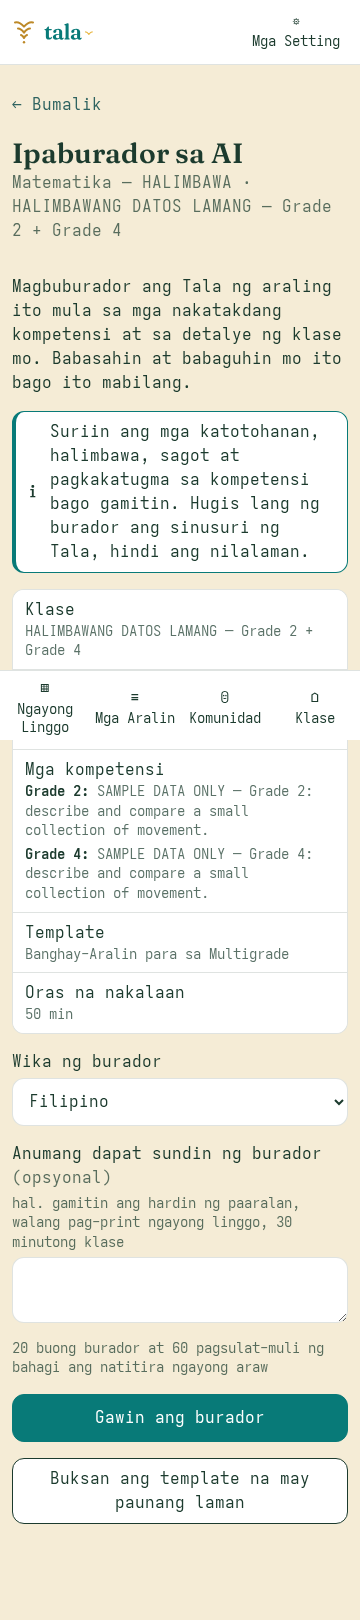 tala
Mga Setting
← Bumalik
Ipaburador sa AI
Matematika — HALIMBAWA ·
HALIMBAWANG DATOS LAMANG — Grade
2 + Grade 4
Magbuburador ang Tala ng araling
ito mula sa mga nakatakdang
kompetensi at sa detalye ng klase
mo. Babasahin at babaguhin mo ito
bago ito mabilang.
i
Suriin ang mga katotohanan,
halimbawa, sagot at
pagkakatugma sa kompetensi
bago gamitin. Hugis lang ng
burador ang sinusuri ng
Tala, hindi ang nilalaman.
Klase
HALIMBAWANG DATOS LAMANG — Grade 2 +
Grade 4
Ngayong
Linggo
Mga Aralin
Komunidad
Klase
Mga kompetensi
Grade 2: SAMPLE DATA ONLY — Grade 2:
describe and compare a small
collection of movement.
Grade 4: SAMPLE DATA ONLY — Grade 4:
describe and compare a small
collection of movement.
Template
Banghay-Aralin para sa Multigrade
Oras na nakalaan
50 min
Wika ng burador
Filipino
Anumang dapat sundin ng burador
(opsyonal)
hal. gamitin ang hardin ng paaralan,
walang pag-print ngayong linggo, 30
minutong klase
20 buong burador at 60 pagsulat-muli ng
bahagi ang natitira ngayong araw
Gawin ang burador
Buksan ang template na may
paunang laman